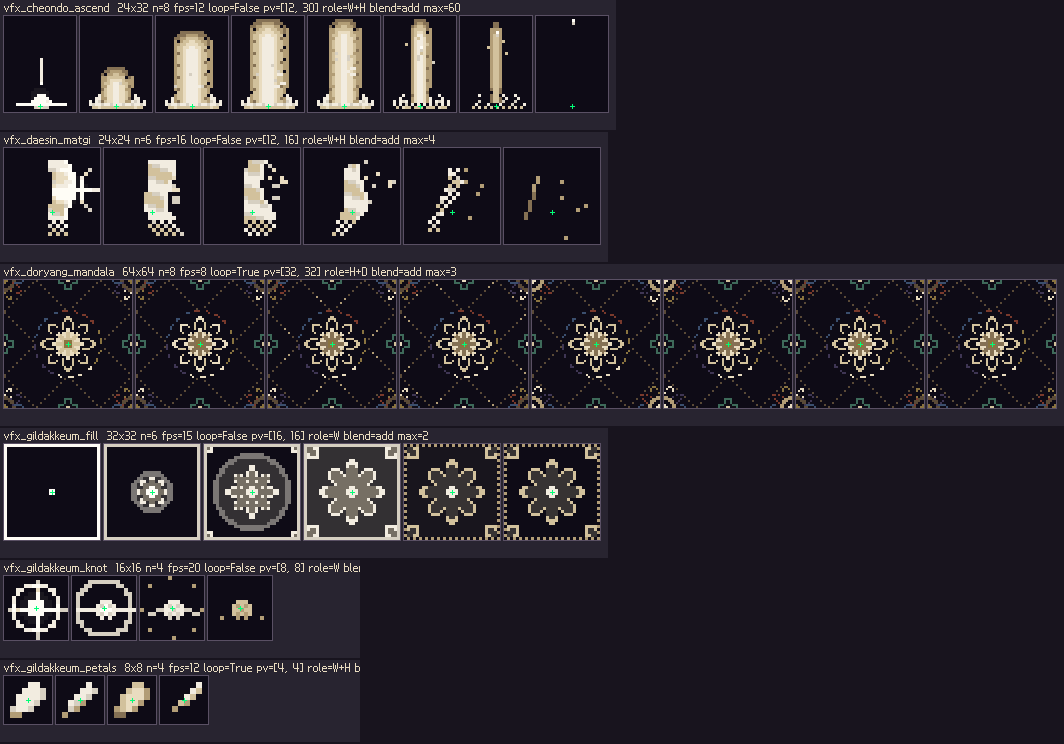 vfx_cheondo_ascend 24x32 n=8 fps=12 loop=False pv=[12, 30] role=W+H blend=add max=60
vfx_daesin_matgi 24x24 n=6 fps=16 loop=False pv=[12, 16] role=W+H blend=add max=4
vfx_doryang_mandala 64x64 n=8 fps=8 loop=True pv=[32, 32] role=H+D blend=add max=3
vfx_gildakkeum_fill 32x32 n=6 fps=15 loop=False pv=[16, 16] role=W blend=add max=2
vfx_gildakkeum_knot 16x16 n=4 fps=20 loop=False pv=[8, 8] role=W ble
vfx_gildakkeum_petals 8x8 n=4 fps=12 loop=True pv=[4, 4] role=W+H b